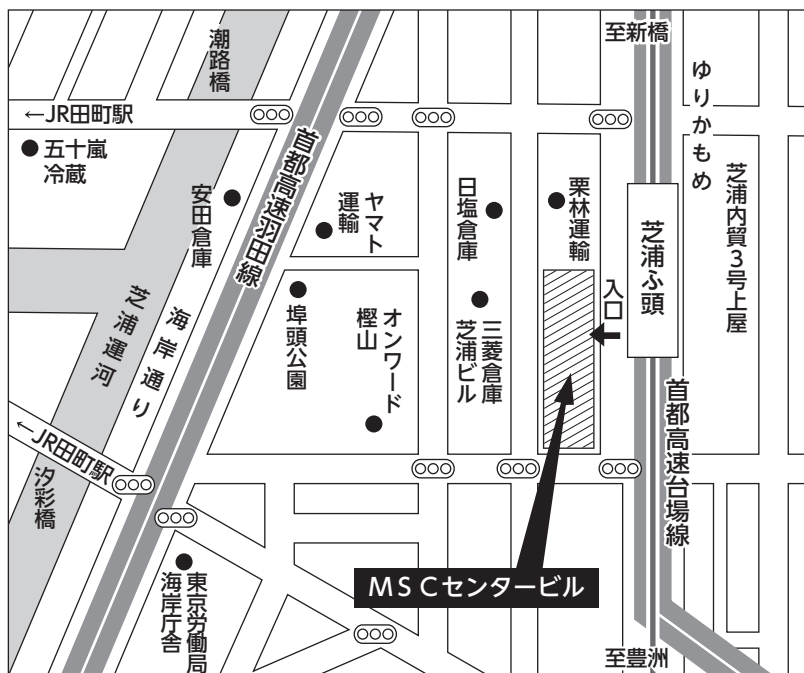 至新橋
潮路橋
←JR田町駅
五十嵐
冷蔵
首都高速羽田線
ゆりかもめ
安田倉庫
ヤマト
運輸
日塩倉庫
栗林運輸
芝浦内貿3号上屋
芝浦ふ頭
入口
芝浦運河
海岸通り
埠頭公園
オンワード
樫山
三菱倉庫
芝浦ビル
首都高速台場線
←JR田町駅
汐彩橋
東京労働局
海岸庁舎
MSCセンタービル
至豊洲